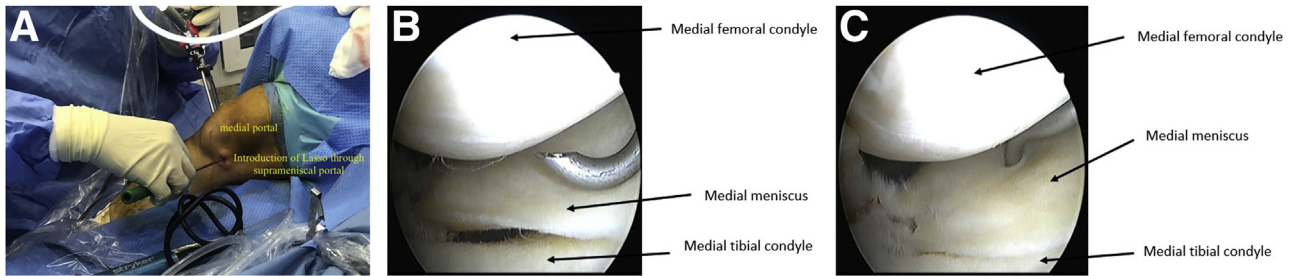 A
medial portal
Introduction of Lasso through
suprameniscal portal
stryker
B
Medial femoral condyle
Medial meniscus
Medial tibial condyle
C
Medial femoral condyle
Medial meniscus
Medial tibial condyle